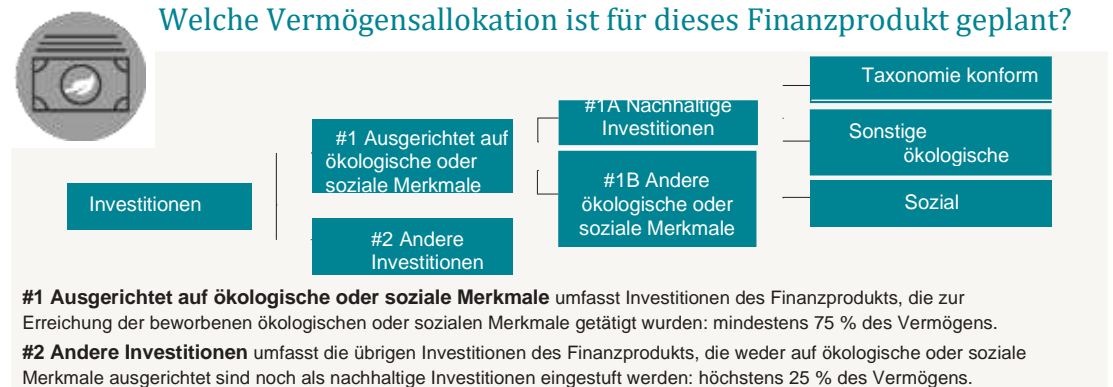 Welche Vermögensallokation ist für dieses Finanzprodukt geplant?
Investitionen
#1 Ausgerichtet auf
ökologische oder
soziale Merkmale
#2 Andere
Investitionen
#1A Nachhaltige
Investitionen
#1B Andere
ökologische oder
soziale Merkmale
Taxonomie konform
Sonstige
ökologische
Sozial
#1 Ausgerichtet auf ökologische oder soziale Merkmale umfasst Investitionen des Finanzprodukts, die zur
Erreichung der beworbenen ökologischen oder sozialen Merkmale getätigt wurden: mindestens 75 % des Vermögens.
#2 Andere Investitionen umfasst die übrigen Investitionen des Finanzprodukts, die weder auf ökologische oder soziale
Merkmale ausgerichtet sind noch als nachhaltige Investitionen eingestuft werden: höchstens 25 % des Vermögens.